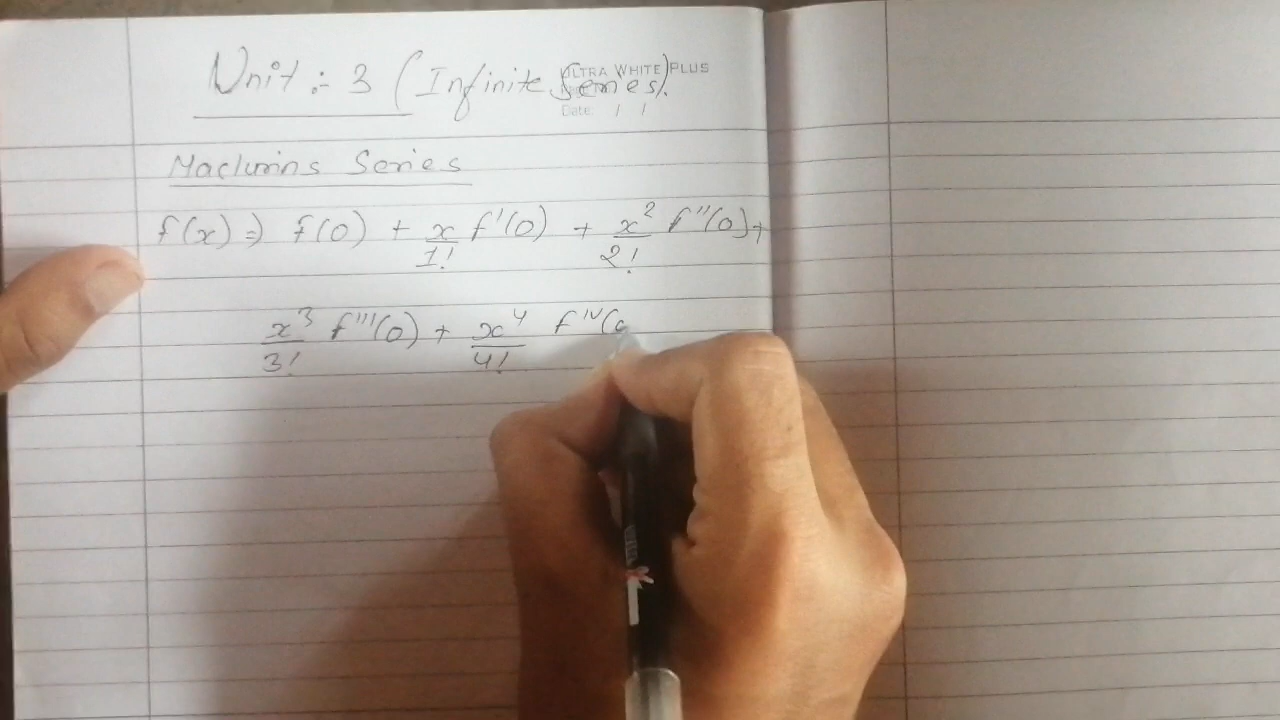 Unit :- 3 (Infinite Series).
ULTRA WHITE PLUS
Date: / /
Maclurins Series
f(x) ⇒ f(0) + x/1! f'(0) + x²/2! f''(0) +
x³/3! f'''(0) + x⁴/4! f^IV(0